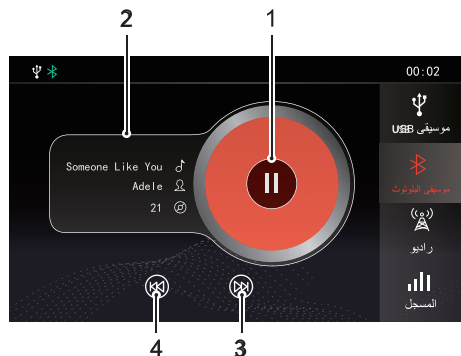 2
1
00:02
موسيقى USB
Someone Like You
Adele
21
موسيقى البلوتوث
راديو
المسجل
4
3